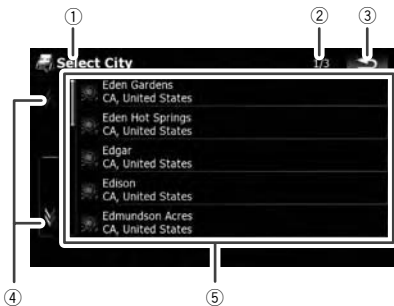 ① ② ③
Select City 1/3
Eden Gardens
CA, United States
Eden Hot Springs
CA, United States
Edgar
CA, United States
Edison
CA, United States
Edmundson Acres
CA, United States
④ ⑤